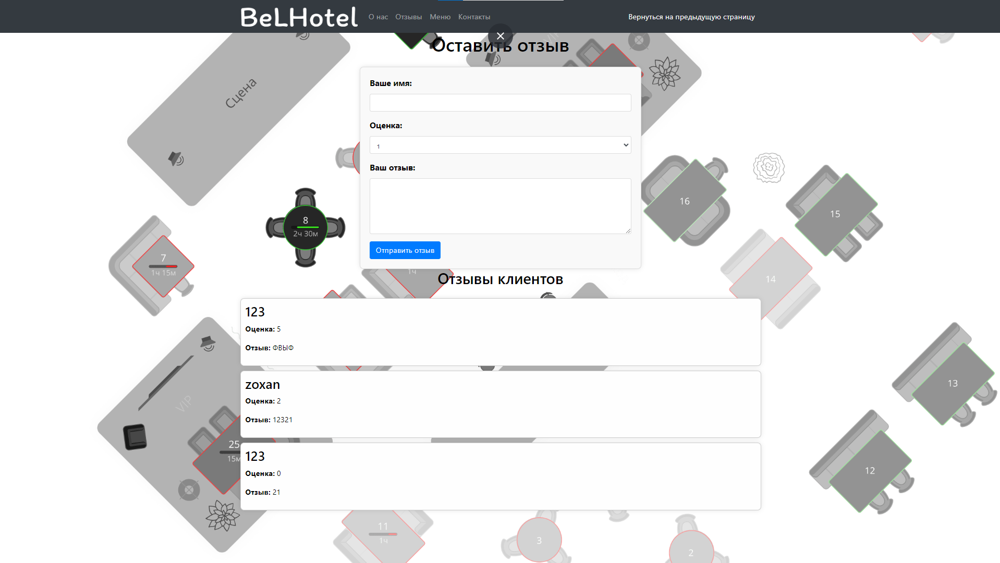 BeLHotel О нас Отзывы Меню Контакты Вернуться на предыдущую страницу
Оставить отзыв
VIP
Сцена
Ваше имя:
Оценка:
1
Ваш отзыв:
16
15
8
2ч 30м
Отправить отзыв
7
1ч 15м
1ч
14
Отзывы клиентов
123
Оценка: 5
Отзыв: ФВЫФ
13
zoxan
Оценка: 2
Отзыв: 12321
VIP
25
15м
12
123
Оценка: 0
Отзыв: 21
11
1ч
3
2